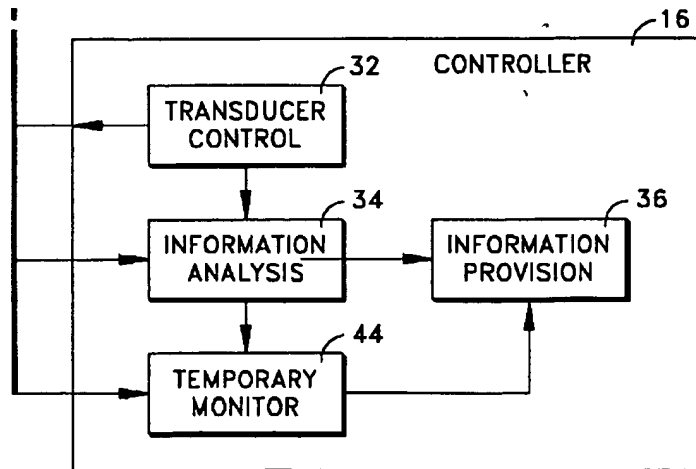 16
CONTROLLER
32
TRANSDUCER
CONTROL
34
INFORMATION
ANALYSIS
36
INFORMATION
PROVISION
44
TEMPORARY
MONITOR